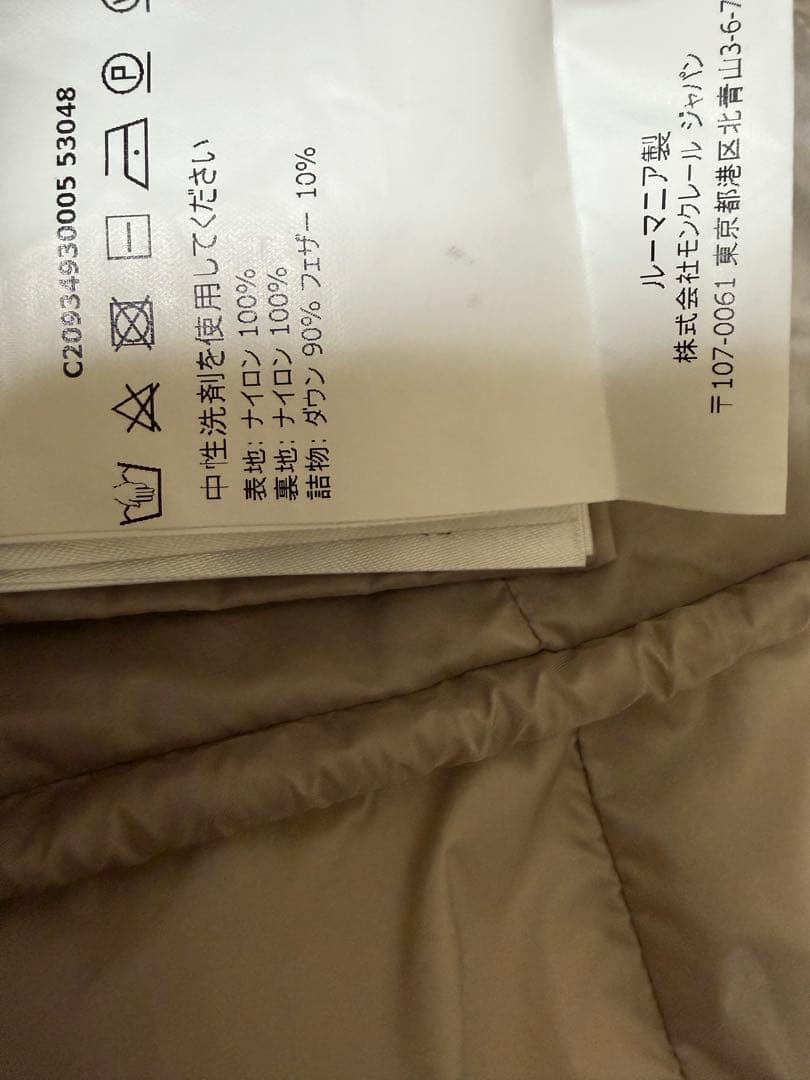 C20934930005 53048
P
中性洗剤を使用してください
表地: ナイロン 100%
裏地: ナイロン 100%
詰物: ダウン 90% フェザー 10%
ルーマニア製
株式会社モンクレール ジャパン
〒107-0061 東京都港区北青山3-6-7